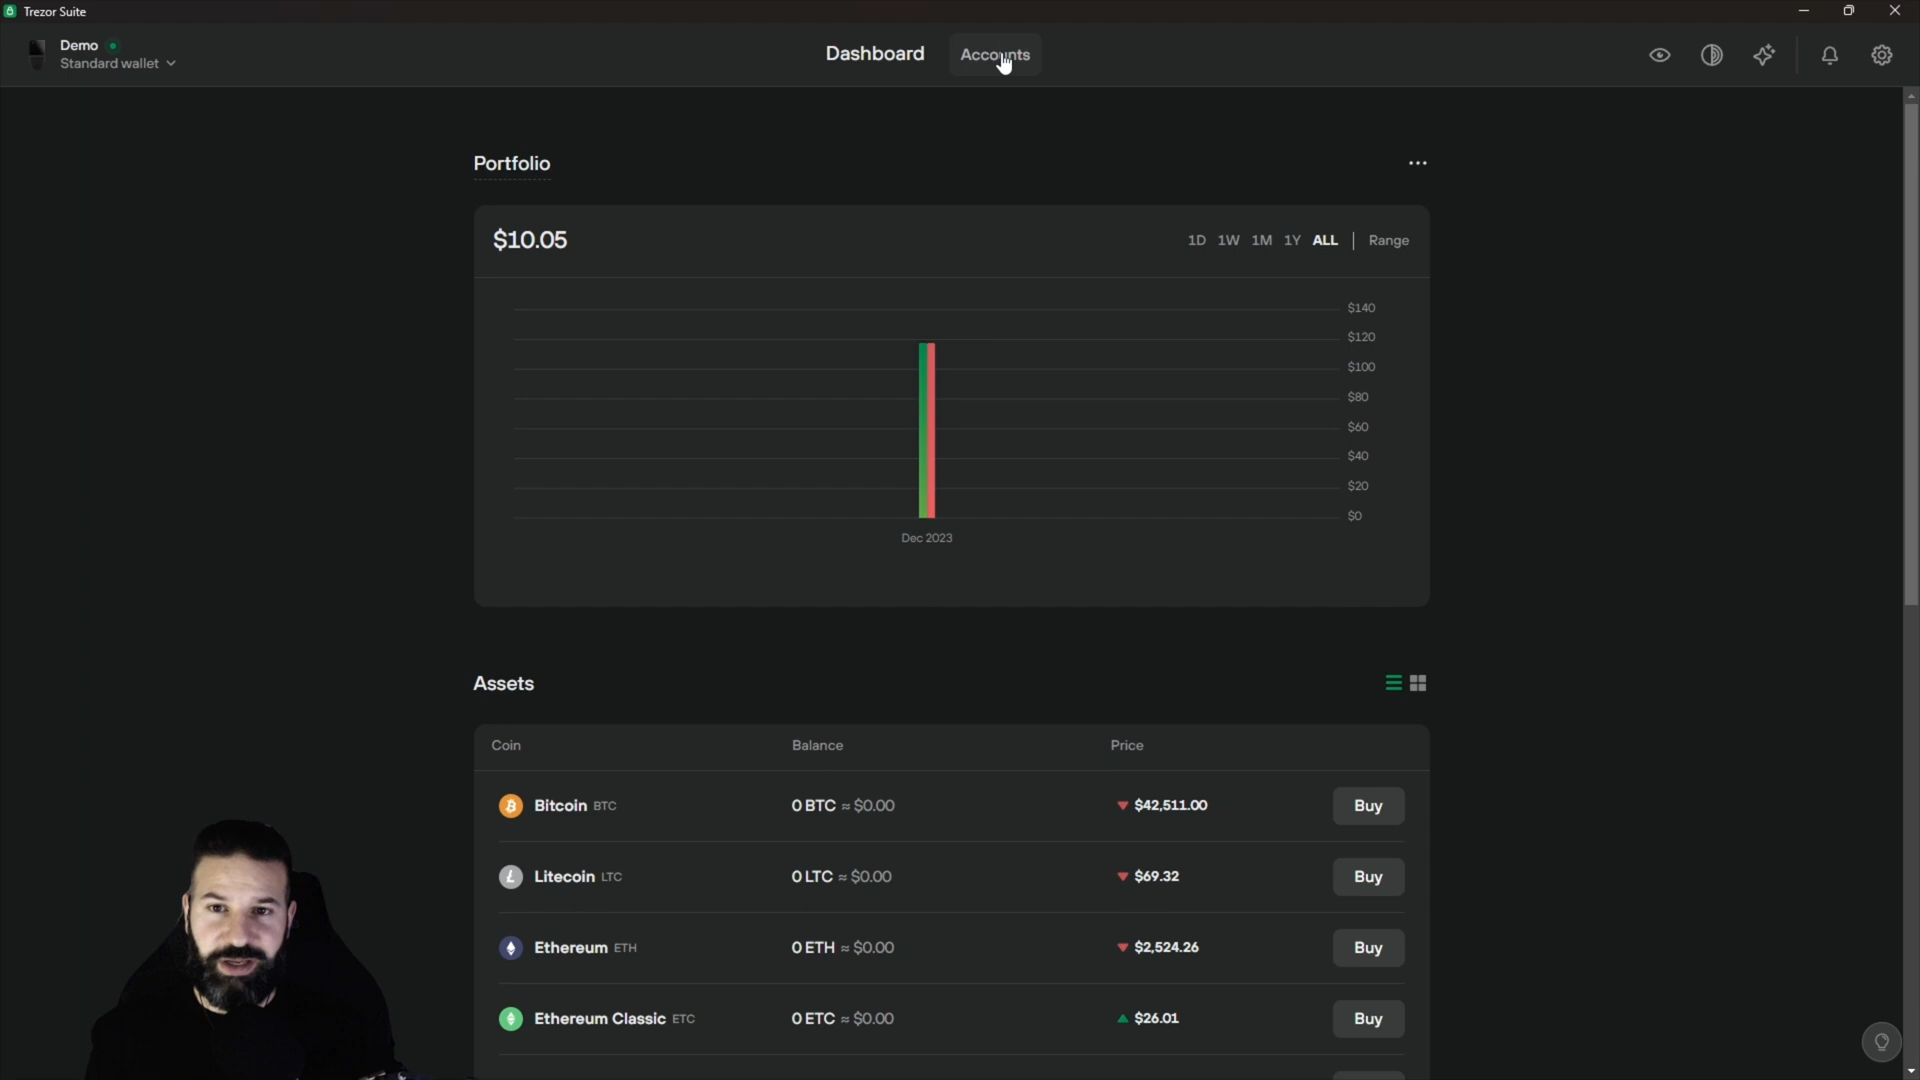 Trezor Suite
Demo
Standard wallet
Dashboard
Accounts
Portfolio
$10.05
1D 1W 1M 1Y ALL | Range
$140
$120
$100
$80
$60
$40
$20
$0
Dec 2023
Assets
Coin Balance Price
Bitcoin BTC 0 BTC ≈ $0.00 $42,511.00 Buy
Litecoin LTC 0 LTC ≈ $0.00 $69.32 Buy
Ethereum ETH 0 ETH ≈ $0.00 $2,524.26 Buy
Ethereum Classic ETC 0 ETC ≈ $0.00 $26.01 Buy